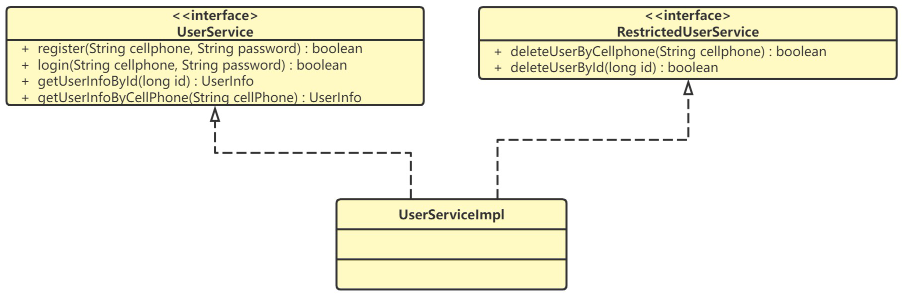 <<interface>
UserService
+ register(String cellphone, String password) : boolean
+ login(String cellphone, String password) : boolean
+ getUserInfoById(long id) : UserInfo
+ getUserInfoByCellPhone(String cellPhone) : UserInfo
<<interface>
RestrictedUserService
+ deleteUserByCellphone(String cellphone) : boolean
+ deleteUserById(long id) : boolean
UserServiceImpl